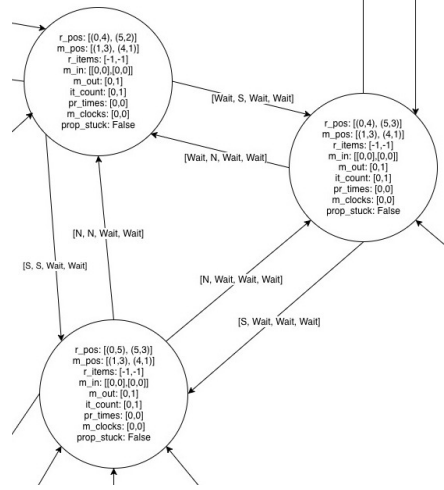 r_pos: [(0,4), (5,2)]
m_pos: [(1,3), (4,1)]
r_items: [-1,-1]
m_in: [[0,0],[0,0]]
m_out: [0,1]
it_count: [0,1]
pr_times: [0,0]
m_clocks: [0,0]
prop_stuck: False
[Wait, S, Wait, Wait]
r_pos: [(0,4), (5,3)]
m_pos: [(1,3), (4,1)]
r_items: [-1,-1]
m_in: [[0,0],[0,0]]
m_out: [0,1]
it_count: [0,1]
pr_times: [0,0]
m_clocks: [0,0]
prop_stuck: False
[Wait, N, Wait, Wait]
[N, N, Wait, Wait]
[S, S, Wait, Wait]
[N, Wait, Wait, Wait]
[S, Wait, Wait, Wait]
r_pos: [(0,5), (5,3)]
m_pos: [(1,3), (4,1)]
r_items: [-1,-1]
m_in: [[0,0],[0,0]]
m_out: [0,1]
it_count: [0,1]
pr_times: [0,0]
m_clocks: [0,0]
prop_stuck: False